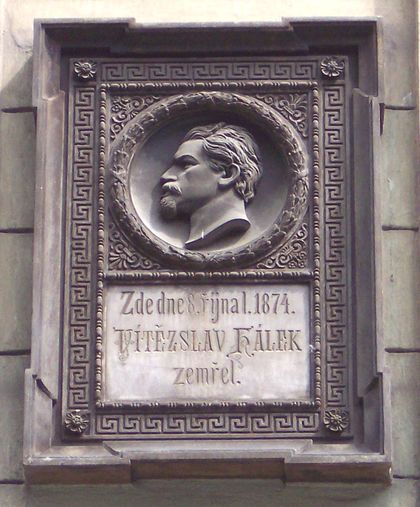 Zde dne 8. října l. 1874.
VÍTĚZSLAV HÁLEK
zemřel.